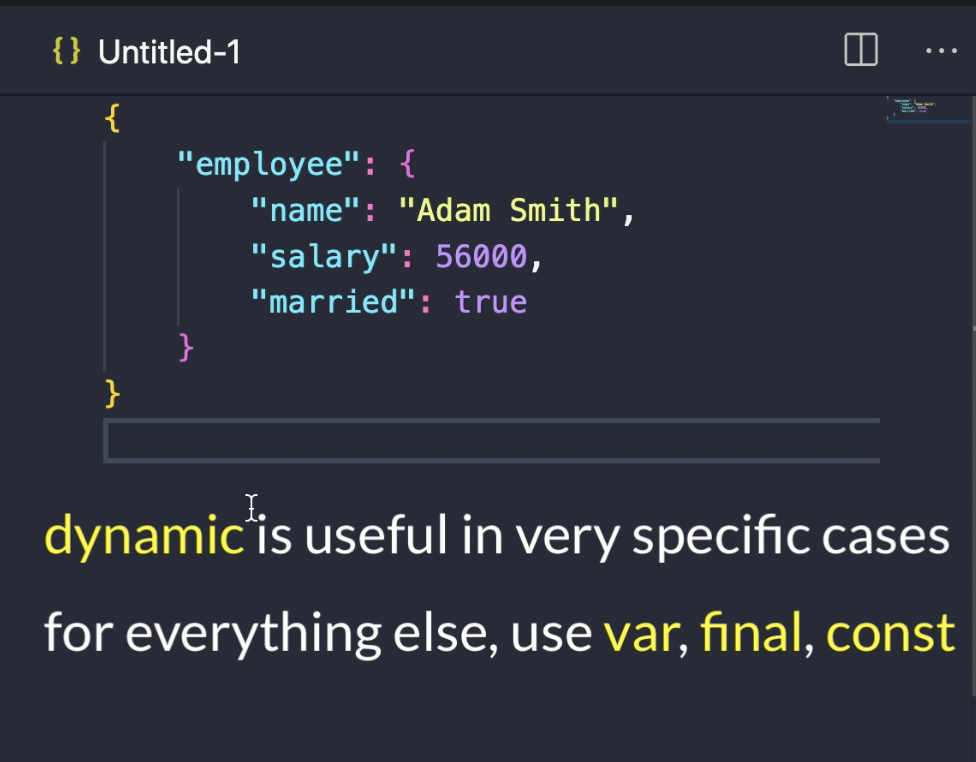 {} Untitled-1
{
"employee": {
"name": "Adam Smith",
"salary": 56000,
"married": true
}
}
dynamic is useful in very specific cases
for everything else, use var, final, const